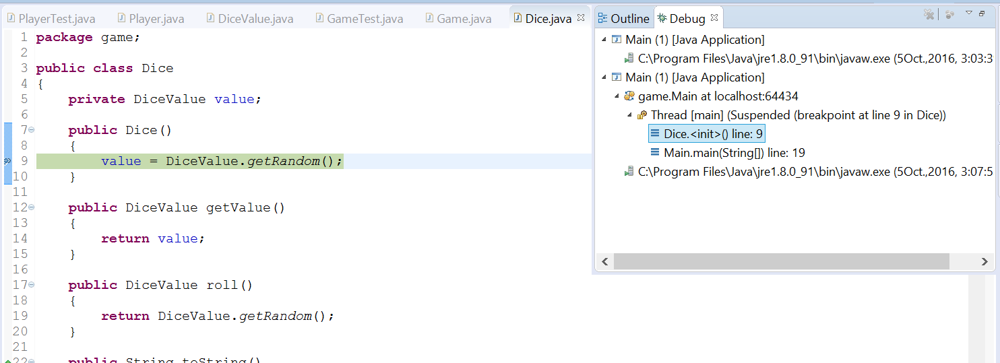 PlayerTest.java Player.java DiceValue.java GameTest.java Game.java Dice.java
1 package game;
2
3 public class Dice
4 {
5 private DiceValue value;
6
7 public Dice()
8 {
9 value = DiceValue.getRandom();
10 }
11
12 public DiceValue getValue()
13 {
14 return value;
15 }
16
17 public DiceValue roll()
18 {
19 return DiceValue.getRandom();
20 }
21
22 public String toString()
Outline Debug
Main (1) [Java Application]
C:\Program Files\Java\jre1.8.0_91\bin\javaw.exe (5Oct.,2016, 3:03:3
Main (1) [Java Application]
game.Main at localhost:64434
Thread [main] (Suspended (breakpoint at line 9 in Dice))
Dice.<init>() line: 9
Main.main(String[]) line: 19
C:\Program Files\Java\jre1.8.0_91\bin\javaw.exe (5Oct.,2016, 3:07:5